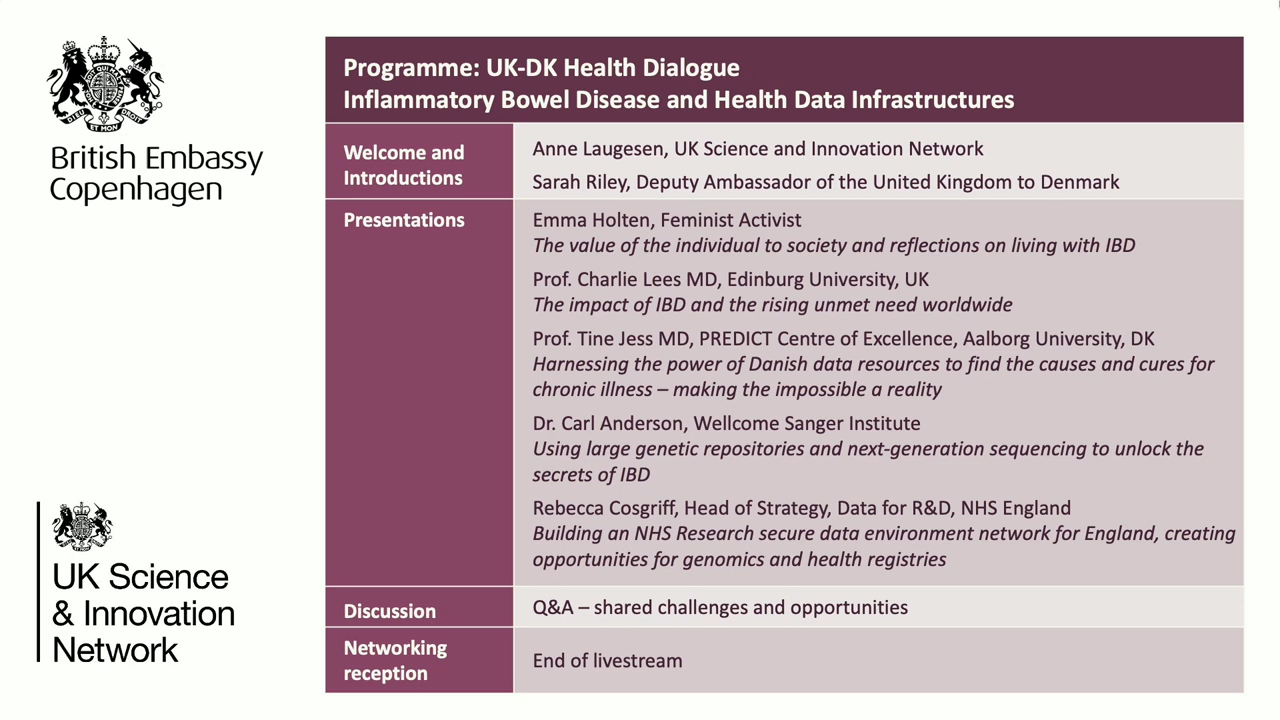 British Embassy
Copenhagen
UK Science
& Innovation
Network
Programme: UK-DK Health Dialogue
Inflammatory Bowel Disease and Health Data Infrastructures
Welcome and
Introductions
Anne Laugesen, UK Science and Innovation Network
Sarah Riley, Deputy Ambassador of the United Kingdom to Denmark
Presentations
Emma Holten, Feminist Activist
The value of the individual to society and reflections on living with IBD
Prof. Charlie Lees MD, Edinburg University, UK
The impact of IBD and the rising unmet need worldwide
Prof. Tine Jess MD, PREDICT Centre of Excellence, Aalborg University, DK
Harnessing the power of Danish data resources to find the causes and cures for
chronic illness – making the impossible a reality
Dr. Carl Anderson, Wellcome Sanger Institute
Using large genetic repositories and next-generation sequencing to unlock the
secrets of IBD
Rebecca Cosgriff, Head of Strategy, Data for R&D, NHS England
Building an NHS Research secure data environment network for England, creating
opportunities for genomics and health registries
Discussion
Q&A – shared challenges and opportunities
Networking
reception
End of livestream